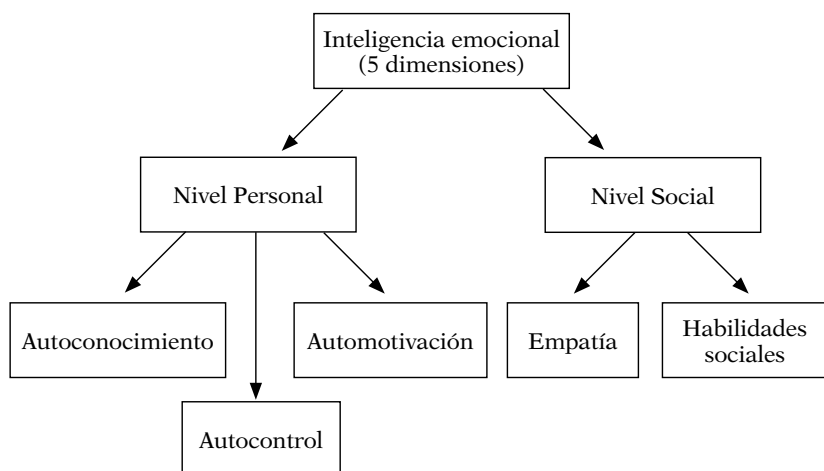 Inteligencia emocional
(5 dimensiones)
Nivel Personal
Nivel Social
Autoconocimiento
Automotivación
Empatía
Habilidades
sociales
Autocontrol